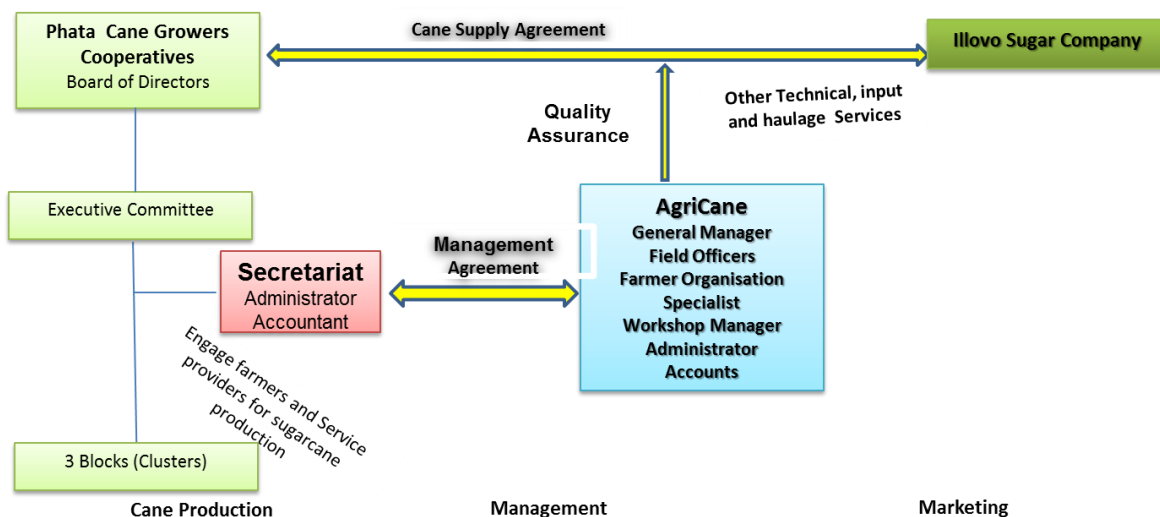 Phata Cane Growers
Cooperatives
Board of Directors
Cane Supply Agreement
Illovo Sugar Company
Quality
Assurance
Other Technical, input
and haulage Services
Executive Committee
Secretariat
Administrator
Accountant
Management
Agreement
AgriCane
General Manager
Field Officers
Farmer Organisation
Specialist
Workshop Manager
Administrator
Accounts
Engage farmers and Service
providers for sugarcane
production
3 Blocks (Clusters)
Cane Production
Management
Marketing